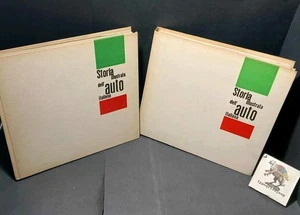 Storia
illustrata
dell'
auto
italiana
Storia
illustrata
dell'
auto
italiana